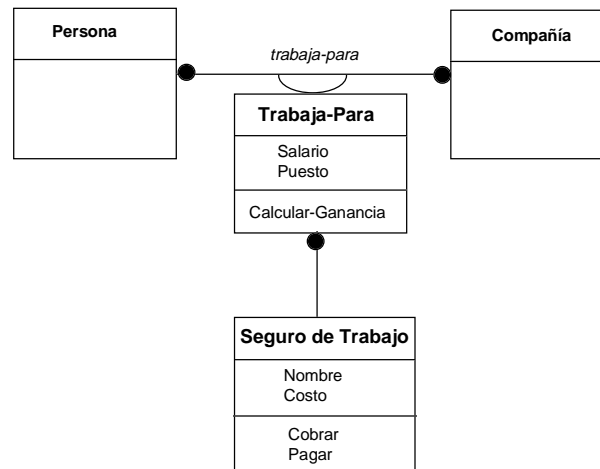 Persona
trabaja-para
Compañía
Trabaja-Para
Salario
Puesto
Calcular-Ganancia
Seguro de Trabajo
Nombre
Costo
Cobrar
Pagar